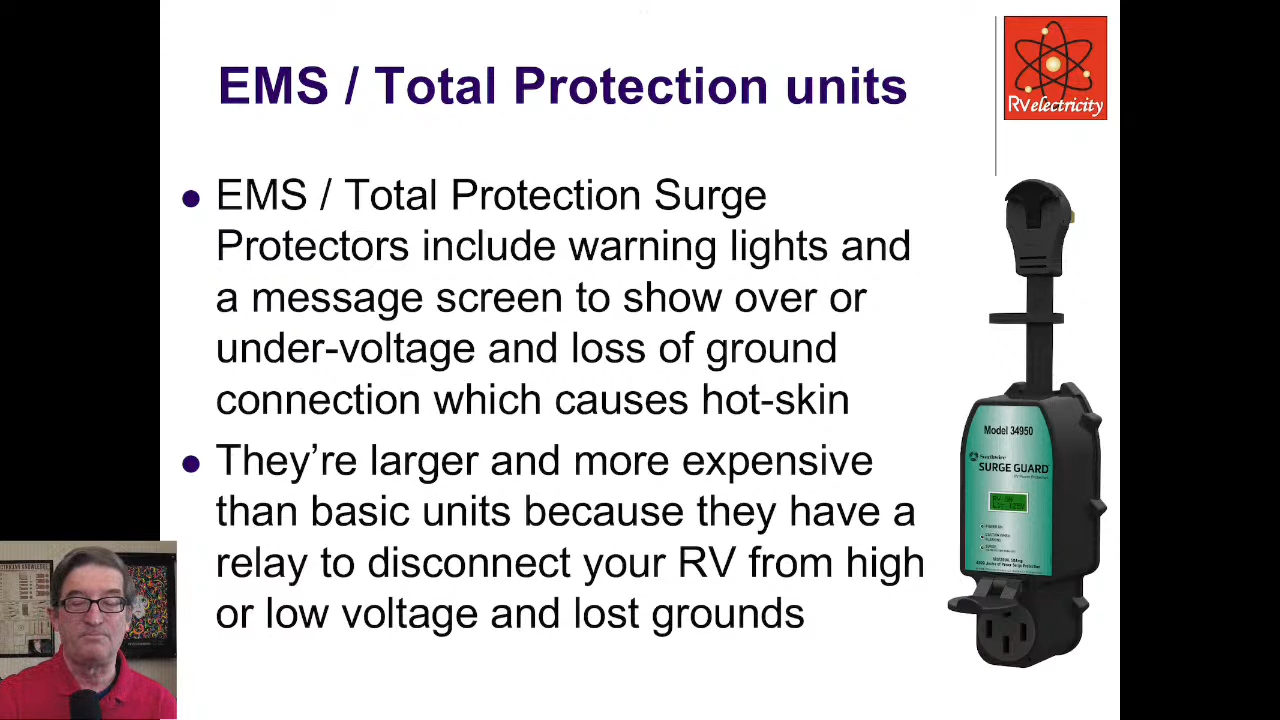 EMS / Total Protection units
RVelectricity
EMS / Total Protection Surge
Protectors include warning lights and
a message screen to show over or
under-voltage and loss of ground
connection which causes hot-skin
They’re larger and more expensive
than basic units because they have a
relay to disconnect your RV from high
or low voltage and lost grounds
Model 34950
Southwire
SURGE GUARD